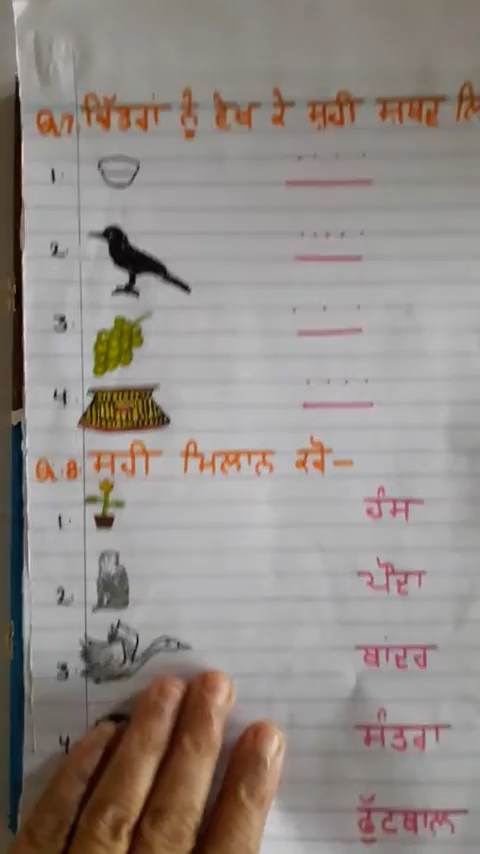 Q.7. ਚਿੱਤਰਾਂ ਨੂੰ ਦੇਖ ਕੇ ਸਹੀ ਸ਼ਬਦ ਲਿ
1.
2.
3.
4.
Q.8. ਸਹੀ ਮਿਲਾਨ ਕਰੋ–
1. ਹੰਸ
2. ਪੌਦਾ
3. ਬਾਂਦਰ
4. ਸੰਤਰਾ
ਫੁੱਟਬਾਲ